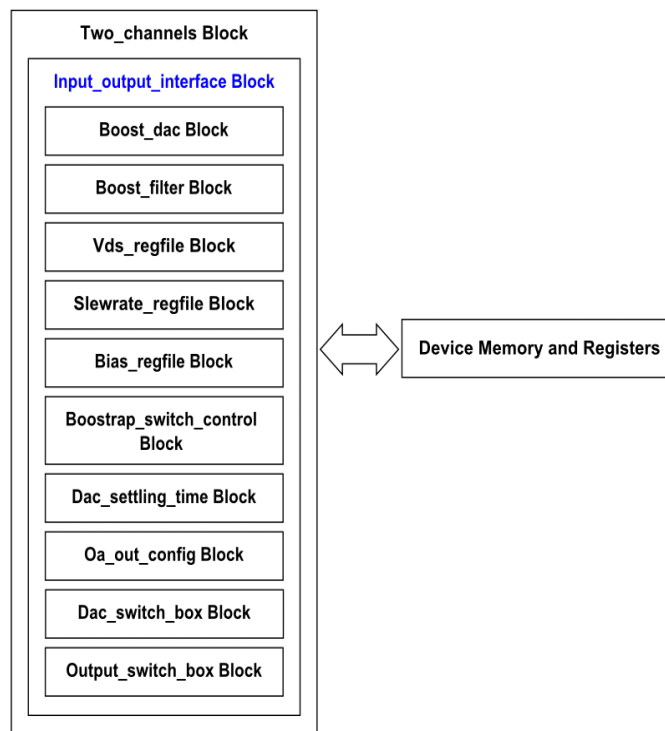 Two_channels Block
Input_output_interface Block
Boost_dac Block
Boost_filter Block
Vds_regfile Block
Slewrate_regfile Block
Bias_regfile Block
Boostrap_switch_control
Block
Dac_settling_time Block
Oa_out_config Block
Dac_switch_box Block
Output_switch_box Block
Device Memory and Registers